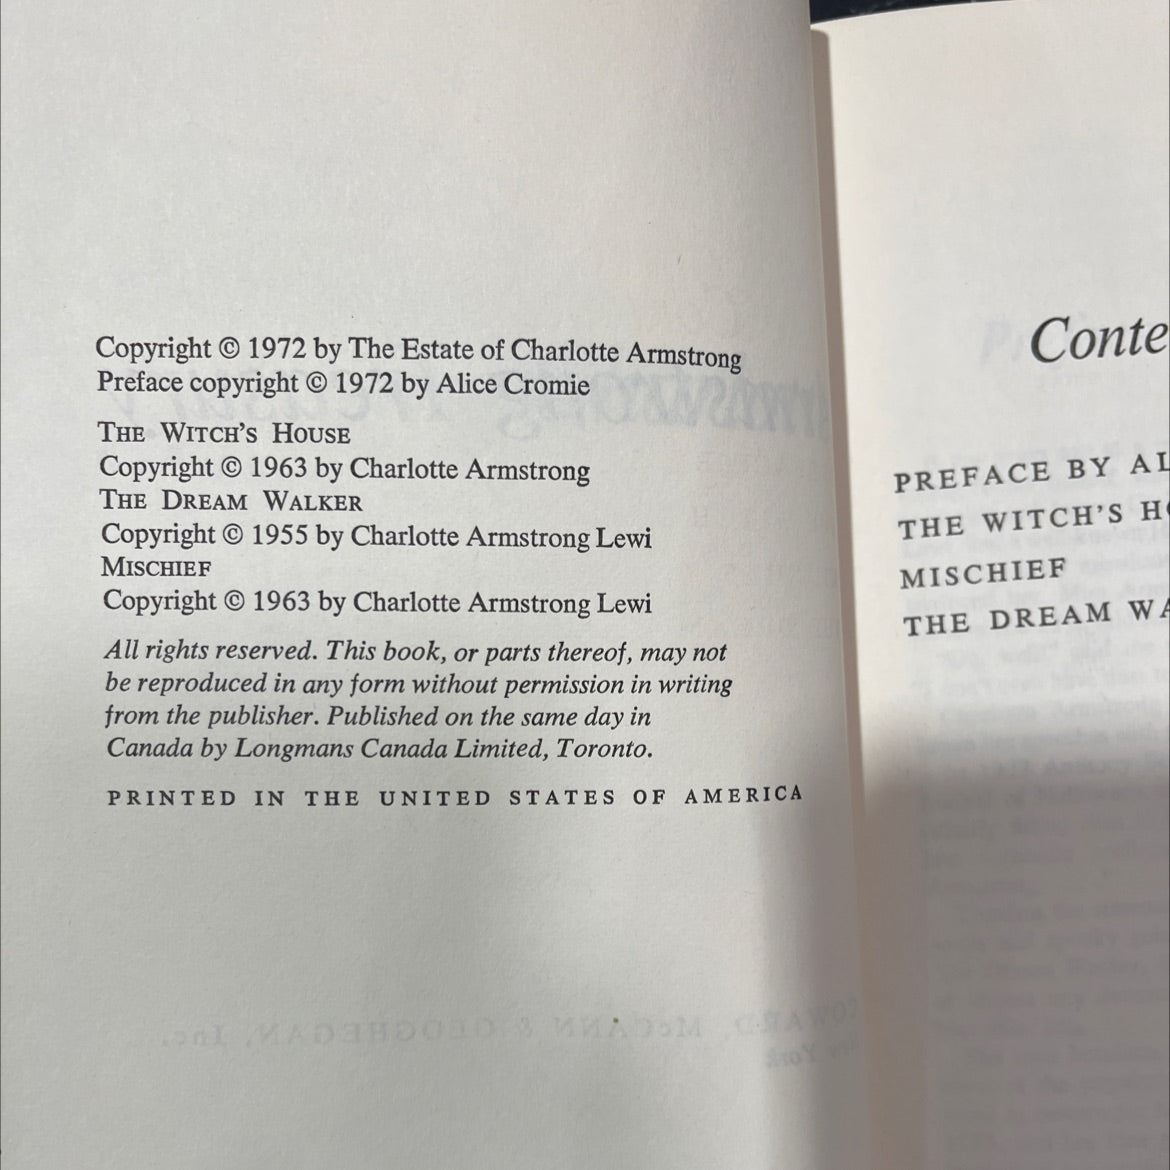 Copyright © 1972 by The Estate of Charlotte Armstrong
Preface copyright © 1972 by Alice Cromie
THE WITCH'S HOUSE
Copyright © 1963 by Charlotte Armstrong
THE DREAM WALKER
Copyright © 1955 by Charlotte Armstrong Lewi
MISCHIEF
Copyright © 1963 by Charlotte Armstrong Lewi
All rights reserved. This book, or parts thereof, may not
be reproduced in any form without permission in writing
from the publisher. Published on the same day in
Canada by Longmans Canada Limited, Toronto.
PRINTED IN THE UNITED STATES OF AMERICA
Conte
PREFACE BY AL
THE WITCH'S HO
MISCHIEF
THE DREAM WA